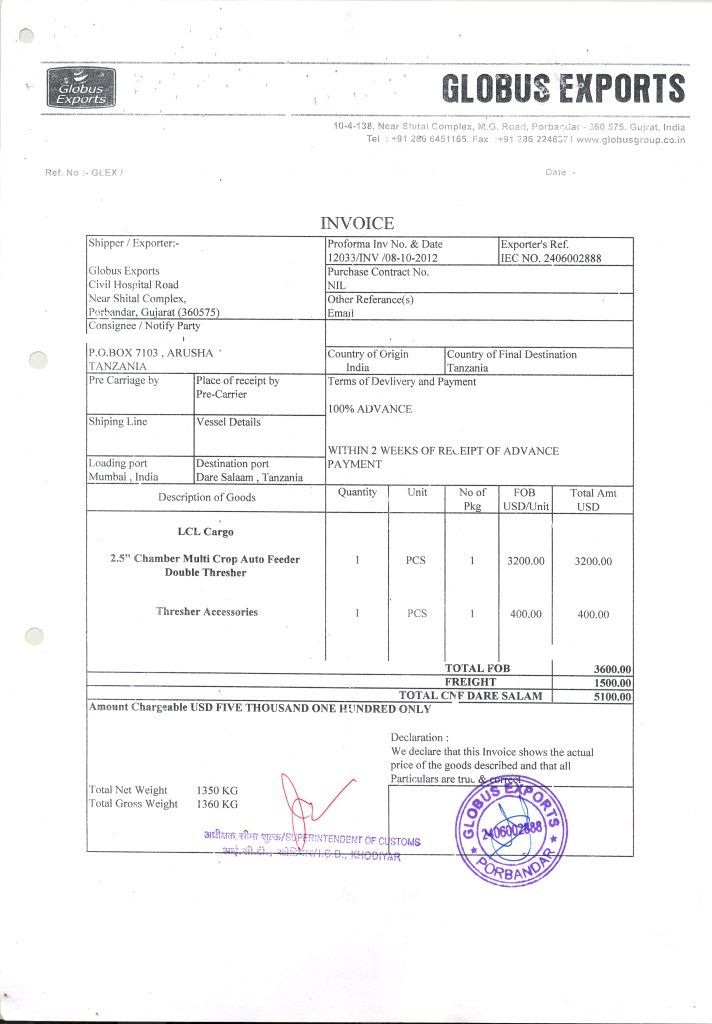 Globus
Exports
GLOBUS EXPORTS
10-4-138, Near Shital Complex, M.G. Road, Porbandar - 360 575. Gujrat, India
Tel : +91 286 6451165. Fax :+91 286 2246371 www.globusgroup.co.in
Ref. No :- GLEX /
Date :-
INVOICE
Shipper / Exporter:-
Proforma Inv No. & Date
Exporter's Ref.
12033/INV /08-10-2012
IEC NO. 2406002888
Globus Exports
Purchase Contract No.
Civil Hospital Road
NIL
Near Shital Complex,
Other Referance(s)
Porbandar, Gujarat (360575)
Email
Consignee / Notify Party
P.O.BOX 7103 , ARUSHA
TANZANIA
Country of Origin
India
Country of Final Destination
Tanzania
Pre Carriage by
Place of receipt by
Pre-Carrier
Terms of Devlivery and Payment
100% ADVANCE
Shiping Line
Vessel Details
WITHIN 2 WEEKS OF RECEIPT OF ADVANCE
PAYMENT
Loading port
Mumbai , India
Destination port
Dare Salaam , Tanzania
Description of Goods
Quantity
Unit
No of
Pkg
FOB
USD/Unit
Total Amt
USD
LCL Cargo
2.5" Chamber Multi Crop Auto Feeder
Double Thresher
1 PCS 1 3200.00 3200.00
Thresher Accessories 1 PCS 1 400.00 400.00
TOTAL FOB 3600.00
FREIGHT 1500.00
TOTAL CNF DARE SALAM 5100.00
Amount Chargeable USD FIVE THOUSAND ONE HUNDRED ONLY
Declaration :
We declare that this Invoice shows the actual
price of the goods described and that all
Particulars are true & correct
Total Net Weight 1350 KG
Total Gross Weight 1360 KG
अधीक्षक सीमा शुल्क/SUPERINTENDENT OF CUSTOMS
आई.सी.डी., खोडियार/I.C.D., KHODIYAR
GLOBUS EXPORTS
2406002888
★ PORBANDAR ★